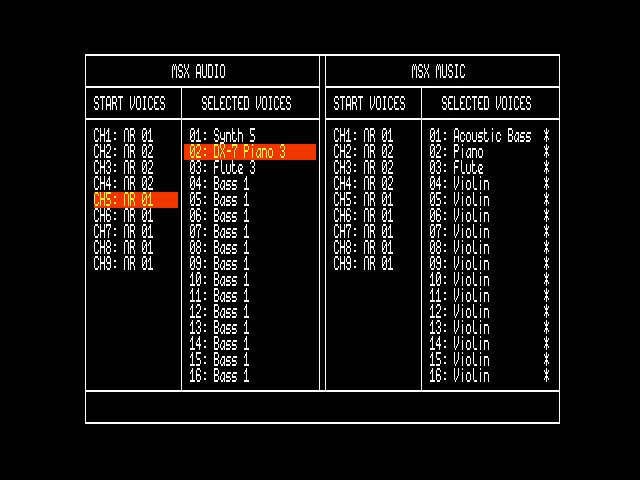 MSX AUDIO
MSX MUSIC
START VOICES
SELECTED VOICES
START VOICES
SELECTED VOICES
CH1: NR 01
CH2: NR 02
CH3: NR 02
CH4: NR 02
CH5: NR 01
CH6: NR 01
CH7: NR 01
CH8: NR 01
CH9: NR 01
01: Synth 5
02: DX-7 Piano 3
03: Flute 3
04: Bass 1
05: Bass 1
06: Bass 1
07: Bass 1
08: Bass 1
09: Bass 1
10: Bass 1
11: Bass 1
12: Bass 1
13: Bass 1
14: Bass 1
15: Bass 1
16: Bass 1
CH1: NR 01
CH2: NR 02
CH3: NR 02
CH4: NR 02
CH5: NR 01
CH6: NR 01
CH7: NR 01
CH8: NR 01
CH9: NR 01
01: Acoustic Bass *
02: Piano *
03: Flute *
04: Violin *
05: Violin *
06: Violin *
07: Violin *
08: Violin *
09: Violin *
10: Violin *
11: Violin *
12: Violin *
13: Violin *
14: Violin *
15: Violin *
16: Violin *